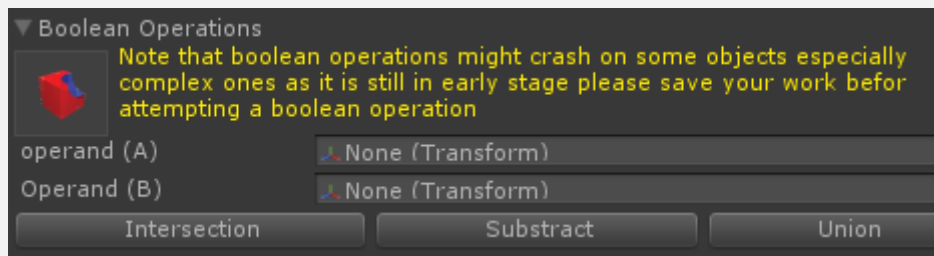 Boolean Operations
Note that boolean operations might crash on some objects especially
complex ones as it is still in early stage please save your work befor
attempting a boolean operation
operand (A)
None (Transform)
Operand (B)
None (Transform)
Intersection
Substract
Union